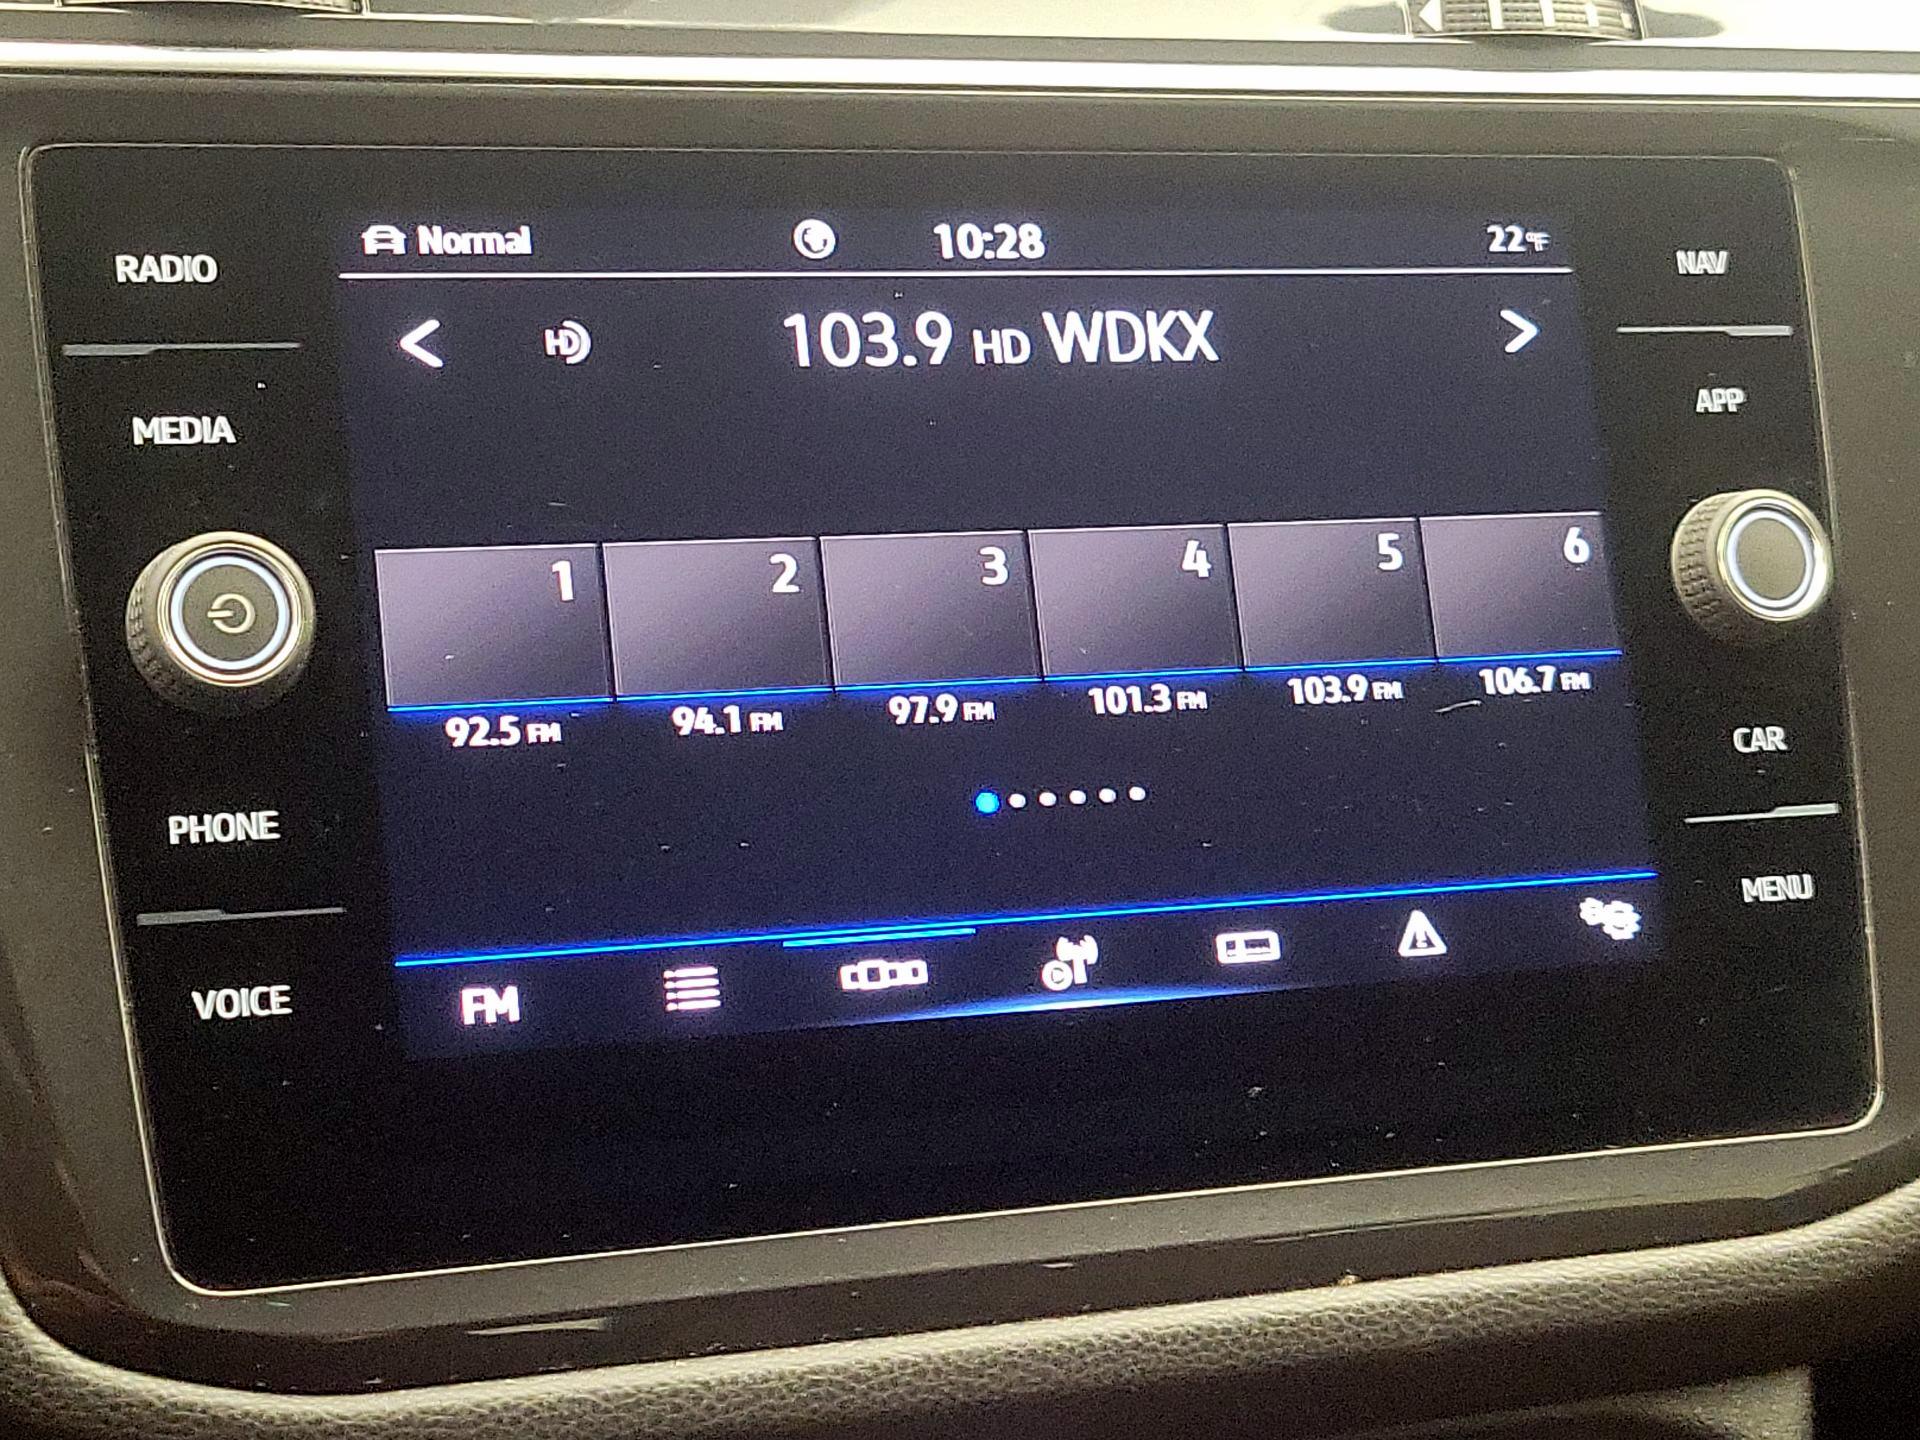 Normal 10:28 22°F
RADIO
NAV
HD 103.9 HD WDKX
MEDIA
APP
1 2 3 4 5 6
92.5 FM 94.1 FM 97.9 FM 101.3 FM 103.9 FM 106.7 FM
CAR
PHONE
MENU
VOICE
FM